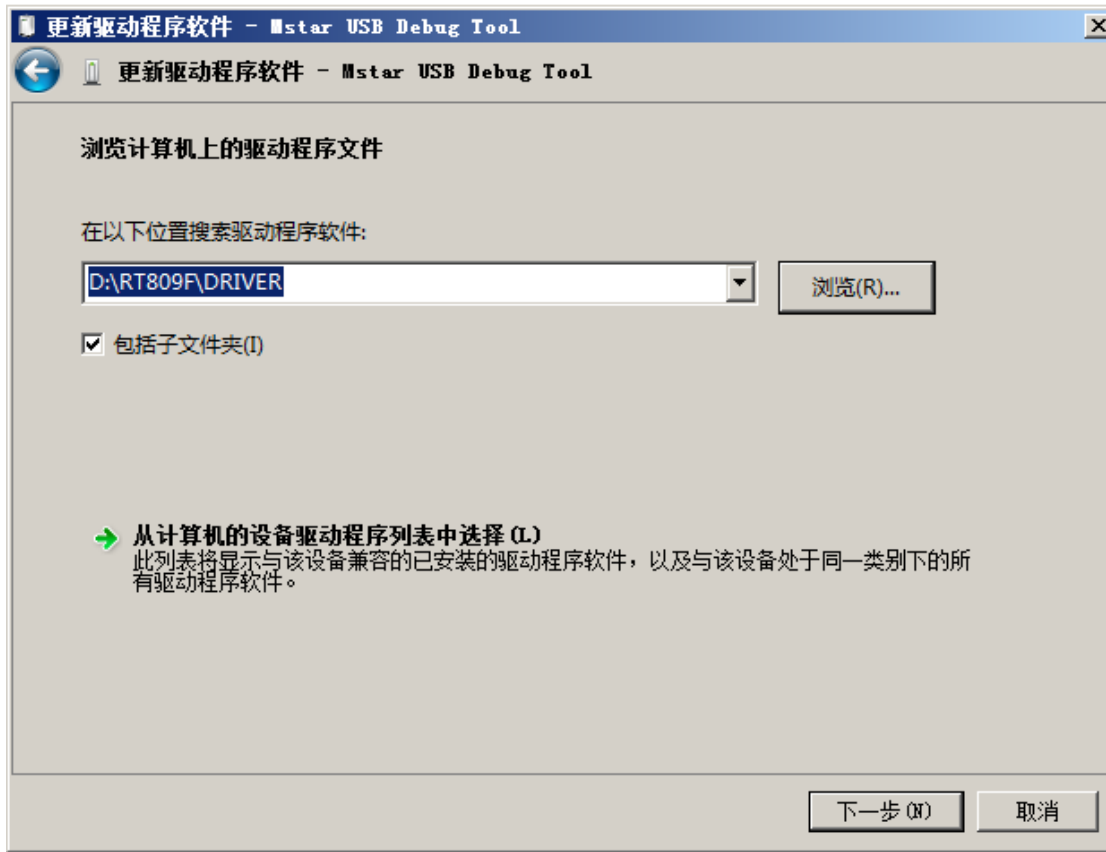 更新驱动程序软件 - Mstar USB Debug Tool
更新驱动程序软件 - Mstar USB Debug Tool
浏览计算机上的驱动程序文件
在以下位置搜索驱动程序软件:
D:\RT809F\DRIVER
浏览(R)...
包括子文件夹(I)
从计算机的设备驱动程序列表中选择(L)
此列表将显示与该设备兼容的已安装的驱动程序软件，以及与该设备处于同一类别下的所
有驱动程序软件。
下一步(N)
取消